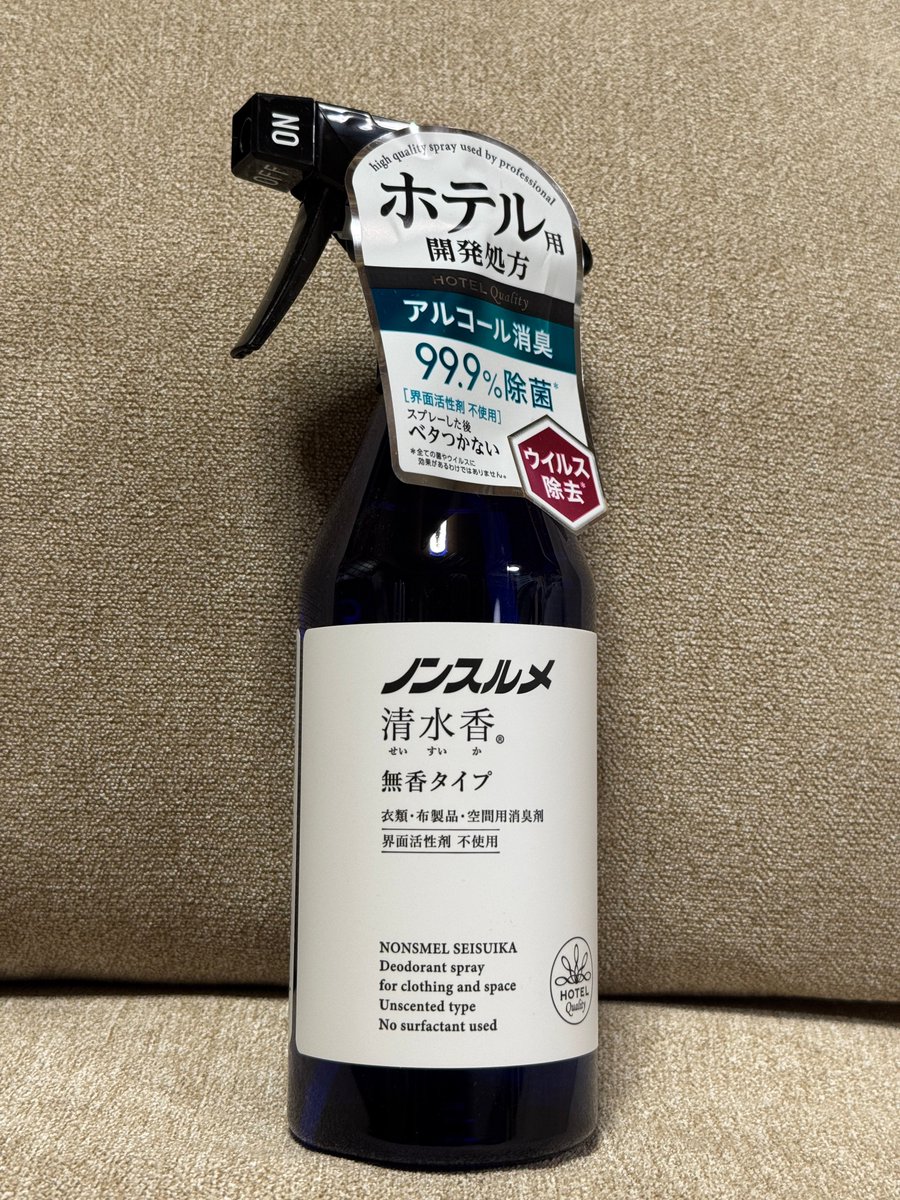 ON
OFF
high quality spray used by professional
ホテル用
開発処方
HOTEL Quality
アルコール消臭
99.9%除菌*
[界面活性剤 不使用]
スプレーした後
ベタつかない
*全ての菌やウイルスに
効果があるわけではありません。
ウイルス
除去*
ノンスルメ
清水香®
せい すい か
無香タイプ
衣類・布製品・空間用消臭剤
界面活性剤 不使用
NONSMEL SEISUIKA
Deodorant spray
for clothing and space
Unscented type
No surfactant used
HOTEL
Quality